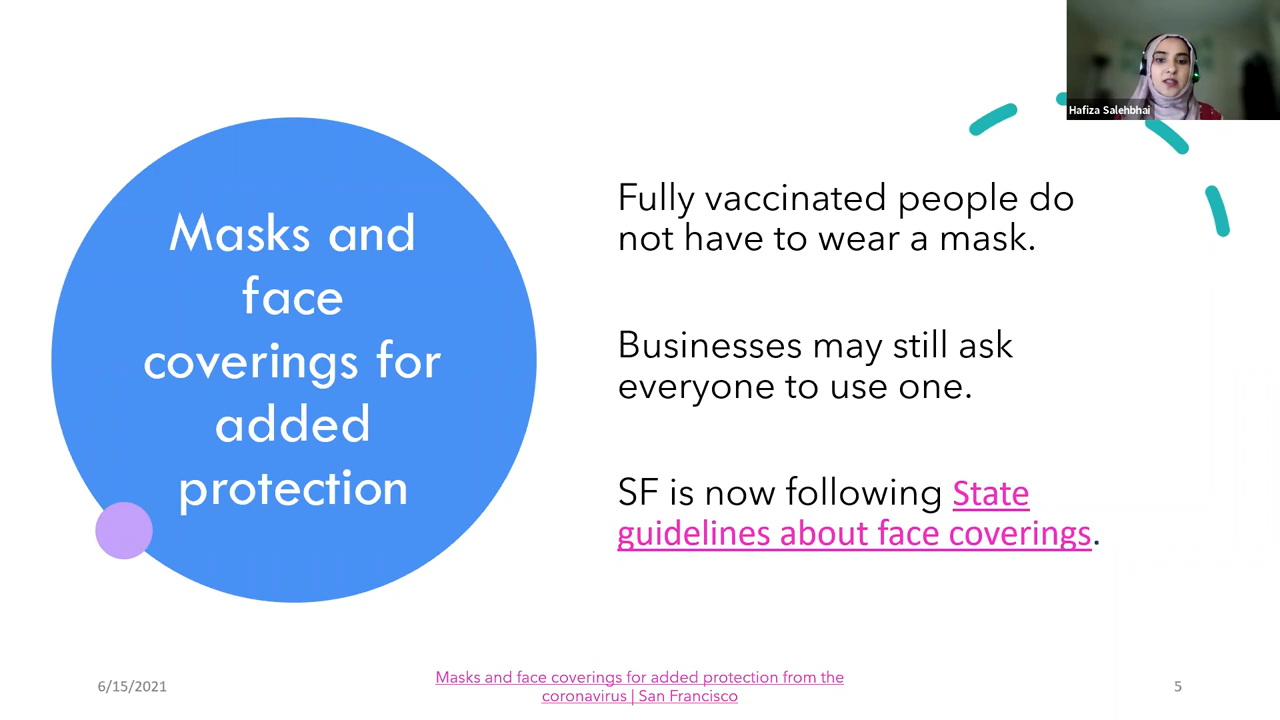 Hafiza Salehbhai
Masks and
face
coverings for
added
protection
Fully vaccinated people do
not have to wear a mask.
Businesses may still ask
everyone to use one.
SF is now following State
guidelines about face coverings.
6/15/2021
Masks and face coverings for added protection from the
coronavirus | San Francisco
5